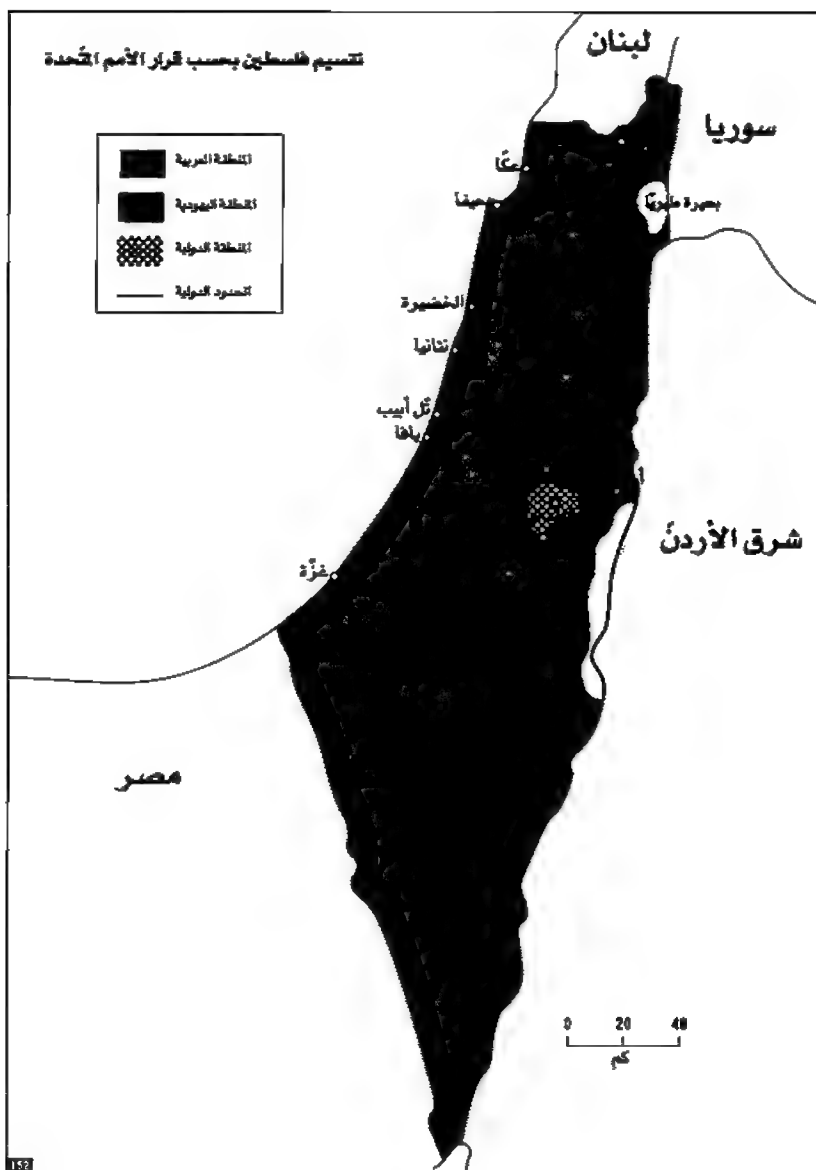 تقسيم فلسطين بحسب قرار الأمم المتّحدة
المنطقة العربية
المنطقة اليهودية
المنطقة الدولية
الحدود الدولية
لبنان
سوريا
عكّا
حيفا
بحيرة طبريّا
الخضيرة
نتانيا
تل أبيب
يافا
غزّة
شرق الأردنّ
مصر
0 20 40
كم
152